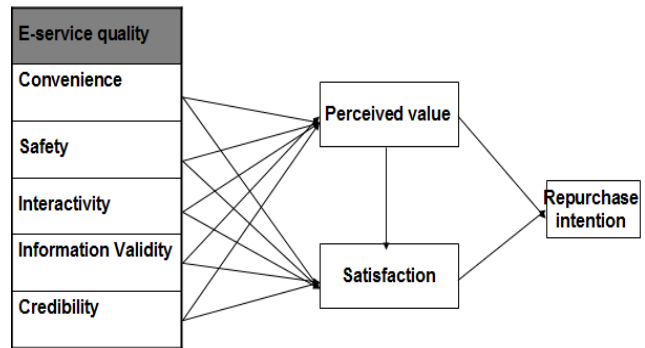 E-service quality
Convenience
Safety
Interactivity
Information Validity
Credibility
Perceived value
Satisfaction
Repurchase
intention